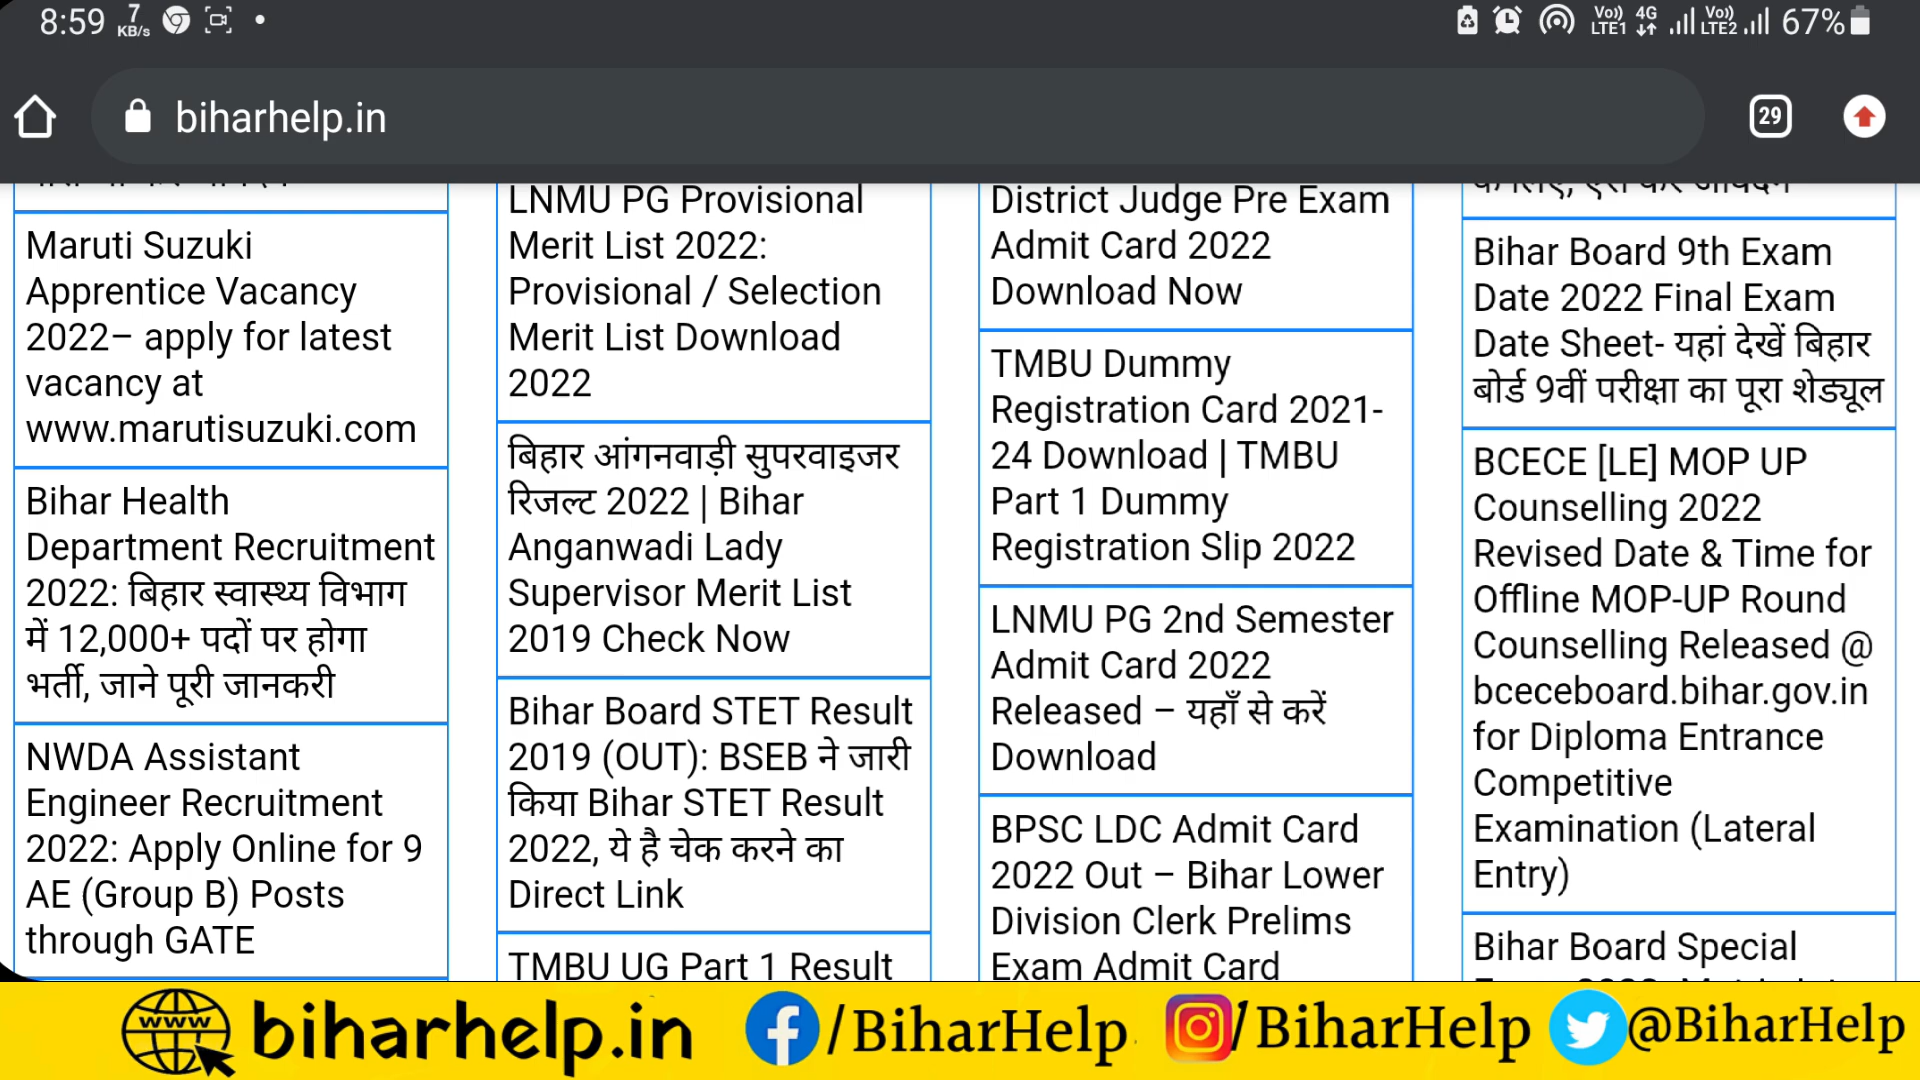 8:59 7 KB/s Vo)) LTE1 4G Vo)) LTE2 67%
biharhelp.in 29
Maruti Suzuki
Apprentice Vacancy
2022– apply for latest
vacancy at
www.marutisuzuki.com
Bihar Health
Department Recruitment
2022: बिहार स्वास्थ्य विभाग
में 12,000+ पदों पर होगा
भर्ती, जाने पूरी जानकरी
NWDA Assistant
Engineer Recruitment
2022: Apply Online for 9
AE (Group B) Posts
through GATE
LNMU PG Provisional
Merit List 2022:
Provisional / Selection
Merit List Download
2022
बिहार आंगनवाड़ी सुपरवाइजर
रिजल्ट 2022 | Bihar
Anganwadi Lady
Supervisor Merit List
2019 Check Now
Bihar Board STET Result
2019 (OUT): BSEB ने जारी
किया Bihar STET Result
2022, ये है चेक करने का
Direct Link
TMBU UG Part 1 Result
District Judge Pre Exam
Admit Card 2022
Download Now
TMBU Dummy
Registration Card 2021-
24 Download | TMBU
Part 1 Dummy
Registration Slip 2022
LNMU PG 2nd Semester
Admit Card 2022
Released – यहाँ से करें
Download
BPSC LDC Admit Card
2022 Out – Bihar Lower
Division Clerk Prelims
Exam Admit Card
Bihar Board 9th Exam
Date 2022 Final Exam
Date Sheet- यहां देखें बिहार
बोर्ड 9वीं परीक्षा का पूरा शेड्यूल
BCECE [LE] MOP UP
Counselling 2022
Revised Date & Time for
Offline MOP-UP Round
Counselling Released @
bceceboard.bihar.gov.in
for Diploma Entrance
Competitive
Examination (Lateral
Entry)
Bihar Board Special
www biharhelp.in /BiharHelp /BiharHelp @BiharHelp